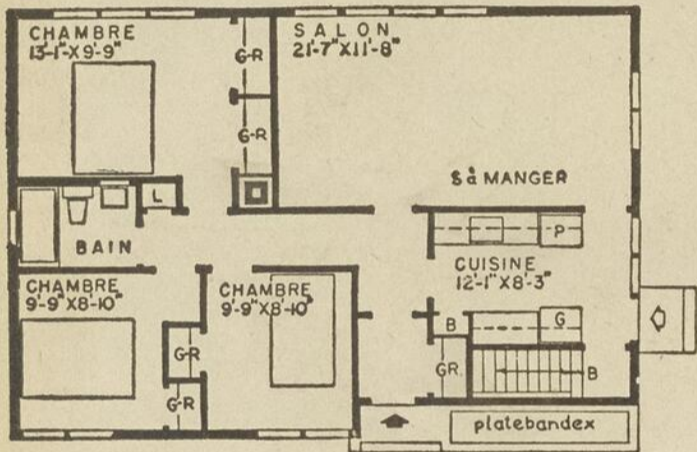 CHAMBRE
13'-1"X9'-9"
G-R
G-R
SALON
21'-7"X11'-8"
S à MANGER
L
BAIN
P
CUISINE
12'-1"X8'-3"
CHAMBRE
9'-9"X8'-10"
CHAMBRE
9'-9"X8'-10"
G-R
G-R
B
G
GR.
B
platebandex